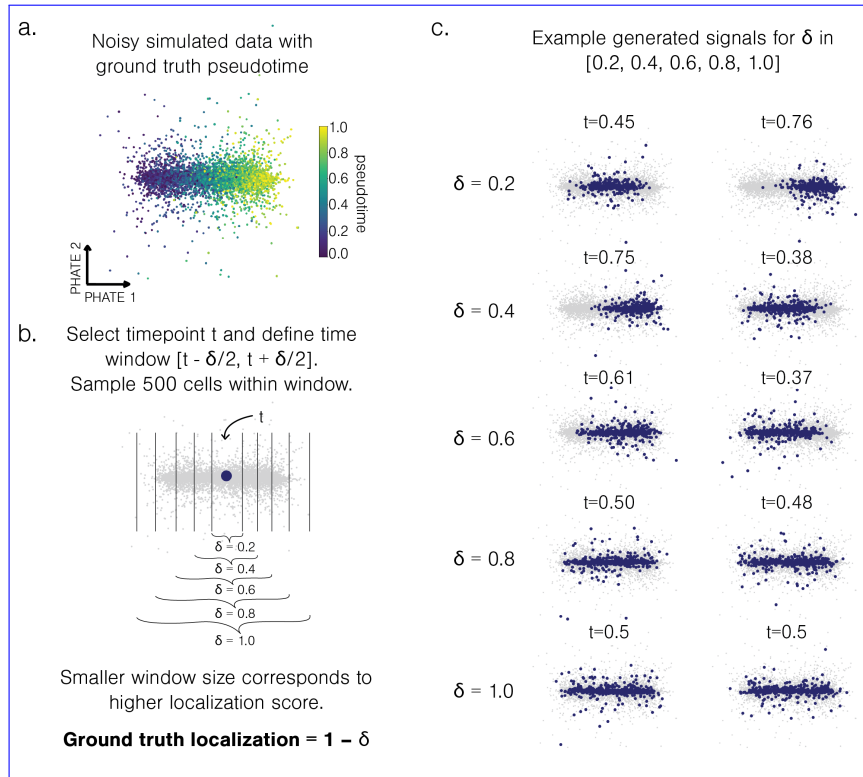 a.
Noisy simulated data with
ground truth pseudotime
1.0
0.8
0.6
0.4
0.2
0.0
pseudotime
PHATE 2
PHATE 1
b.
Select timepoint t and define time
window [t - δ/2, t + δ/2].
Sample 500 cells within window.
t
δ = 0.2
δ = 0.4
δ = 0.6
δ = 0.8
δ = 1.0
Smaller window size corresponds to
higher localization score.
Ground truth localization = 1 – δ
c.
Example generated signals for δ in
[0.2, 0.4, 0.6, 0.8, 1.0]
t=0.45 t=0.76
δ = 0.2
t=0.75 t=0.38
δ = 0.4
t=0.61 t=0.37
δ = 0.6
t=0.50 t=0.48
δ = 0.8
t=0.5 t=0.5
δ = 1.0